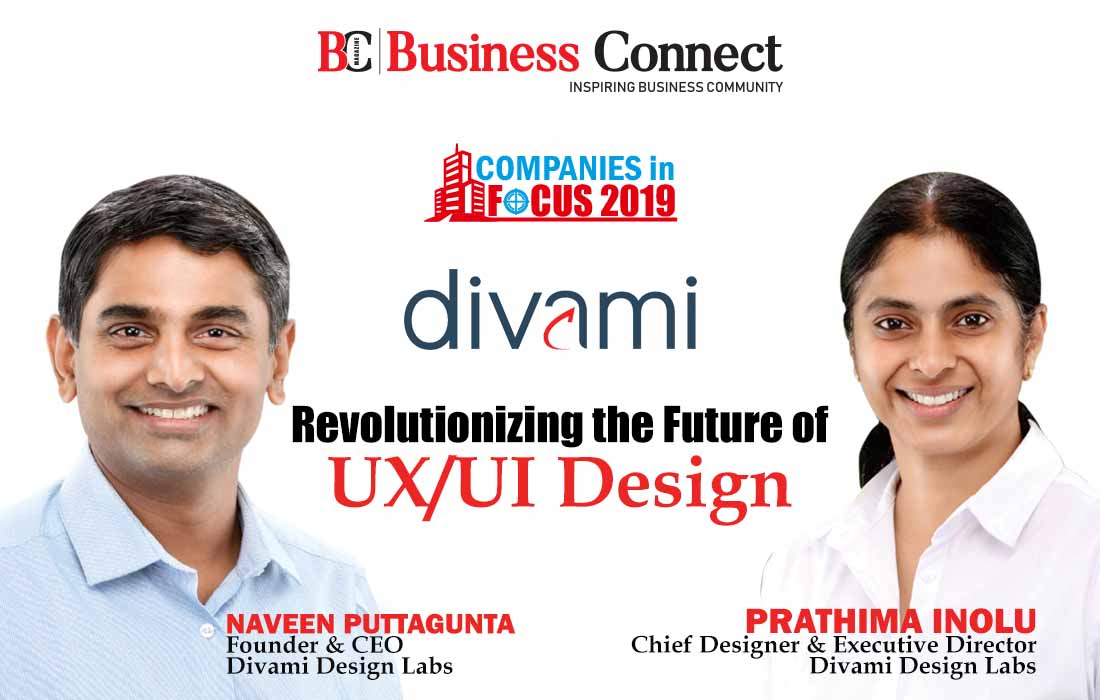 BC MAGAZINE Business Connect
INSPIRING BUSINESS COMMUNITY
COMPANIES in
FOCUS 2019
divami
Revolutionizing the Future of
UX/UI Design
NAVEEN PUTTAGUNTA
Founder & CEO
Divami Design Labs
PRATHIMA INOLU
Chief Designer & Executive Director
Divami Design Labs